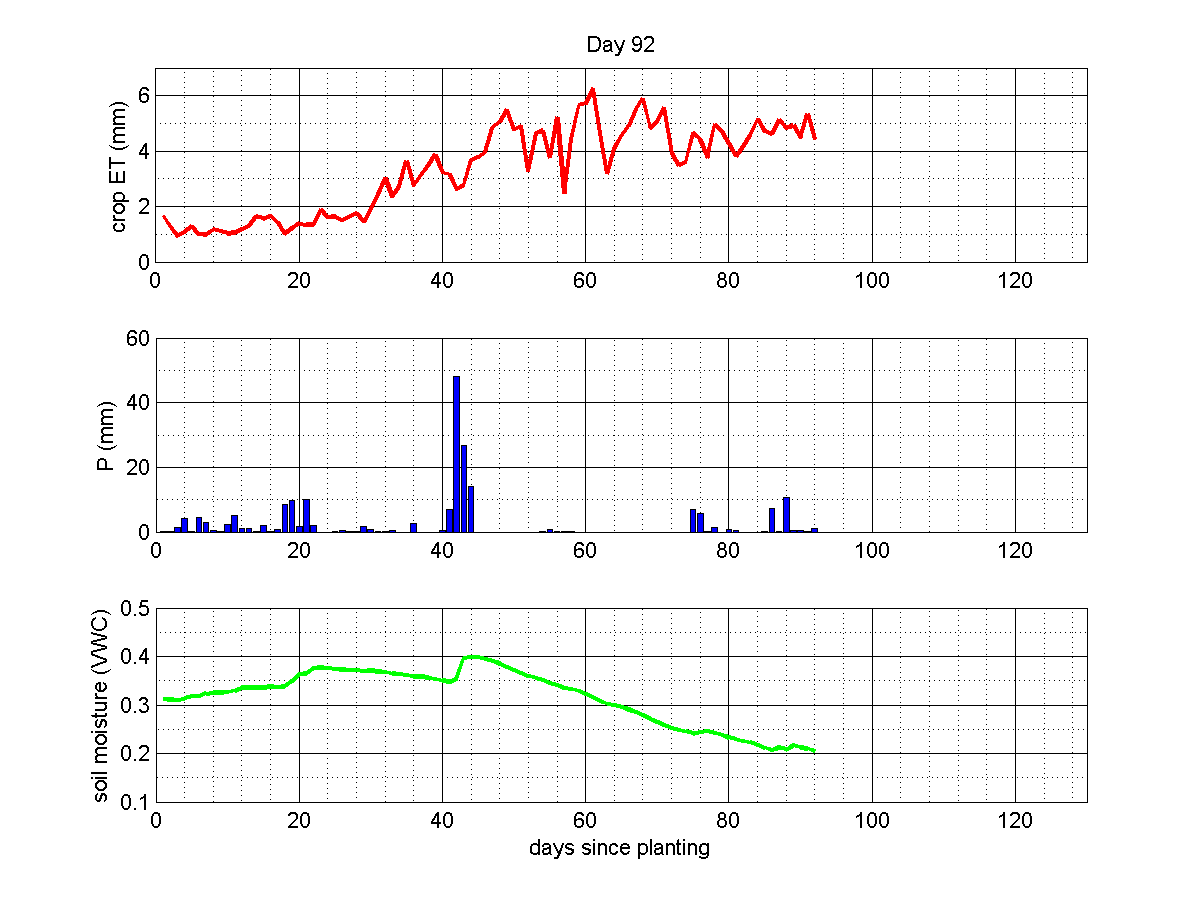 Day 92
crop ET (mm)
6
4
2
0
0 20 40 60 80 100 120
P (mm)
60
40
20
0
0 20 40 60 80 100 120
soil moisture (VWC)
0.5
0.4
0.3
0.2
0.1
0 20 40 60 80 100 120
days since planting